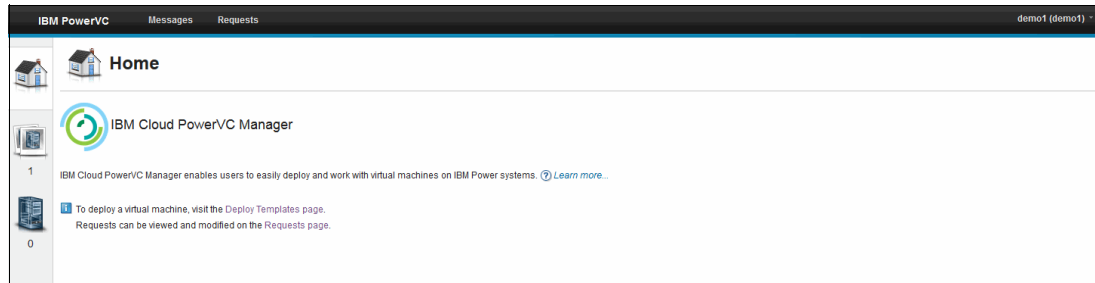 IBM PowerVC Messages Requests demo1 (demo1)
Home
IBM Cloud PowerVC Manager
1
IBM Cloud PowerVC Manager enables users to easily deploy and work with virtual machines on IBM Power systems. ? Learn more...
To deploy a virtual machine, visit the Deploy Templates page.
Requests can be viewed and modified on the Requests page.
0